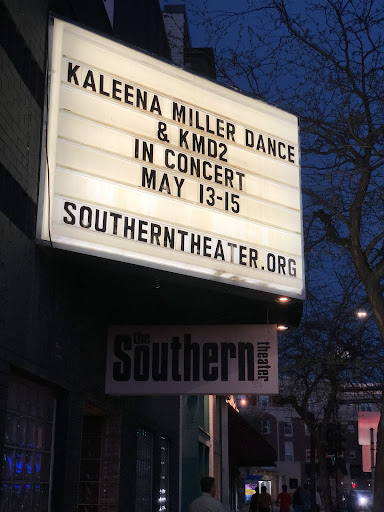 KALEENA MILLER DANCE
& KMD2
IN CONCERT
MAY 13-15
SOUTHERNTHEATER.ORG
the
Southern
theater